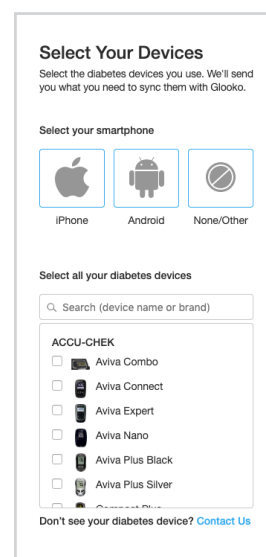 Select Your Devices
Select the diabetes devices you use. We'll send
you what you need to sync them with Glooko.
Select your smartphone
iPhone Android None/Other
Select all your diabetes devices
Search (device name or brand)
ACCU-CHEK
Aviva Combo
Aviva Connect
Aviva Expert
Aviva Nano
Aviva Plus Black
Aviva Plus Silver
Compact Plus
Don't see your diabetes device? Contact Us